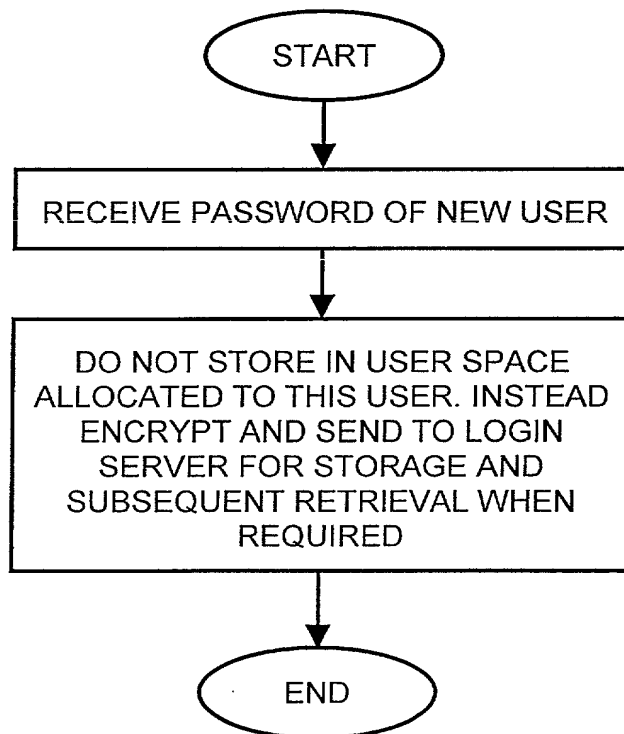 START
RECEIVE PASSWORD OF NEW USER
DO NOT STORE IN USER SPACE
ALLOCATED TO THIS USER. INSTEAD
ENCRYPT AND SEND TO LOGIN
SERVER FOR STORAGE AND
SUBSEQUENT RETRIEVAL WHEN
REQUIRED
END